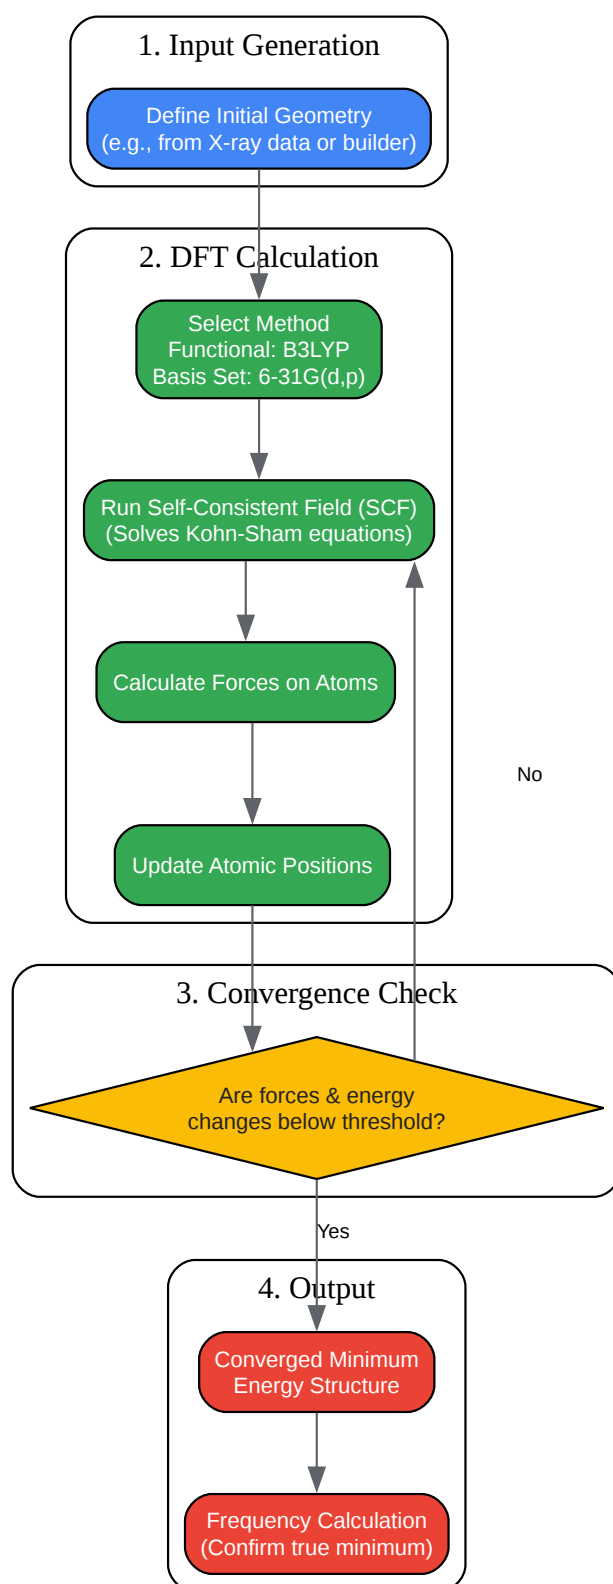 1. Input Generation
Define Initial Geometry
(e.g., from X-ray data or builder)
2. DFT Calculation
Select Method
Functional: B3LYP
Basis Set: 6-31G(d,p)
Run Self-Consistent Field (SCF)
(Solves Kohn-Sham equations)
Calculate Forces on Atoms
No
Update Atomic Positions
3. Convergence Check
Are forces & energy
changes below threshold?
Yes
4. Output
Converged Minimum
Energy Structure
Frequency Calculation
(Confirm true minimum)